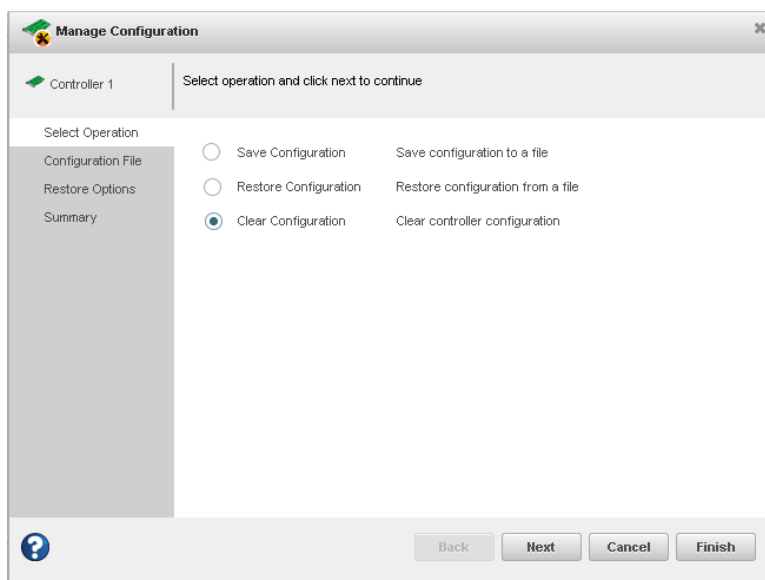 Manage Configuration
Controller 1
Select operation and click next to continue
Select Operation
Configuration File
Restore Options
Summary
Save Configuration Save configuration to a file
Restore Configuration Restore configuration from a file
Clear Configuration Clear controller configuration
? Back Next Cancel Finish